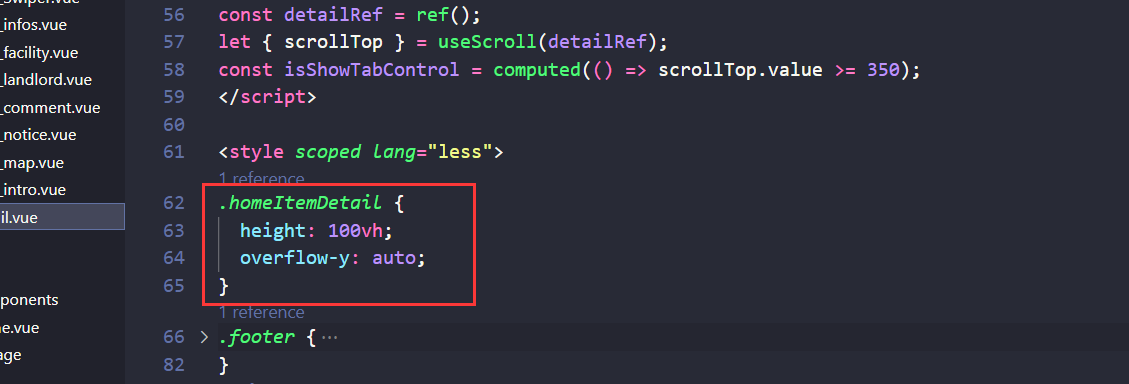 _swiper.vue
_infos.vue
_facility.vue
_landlord.vue
_comment.vue
_notice.vue
_map.vue
_intro.vue
il.vue
ponents
ne.vue
age
56 const detailRef = ref();
57 let { scrollTop } = useScroll(detailRef);
58 const isShowTabControl = computed(() => scrollTop.value >= 350);
59 </script>
60
61 <style scoped lang="less">
1 reference
62 .homeItemDetail {
63 height: 100vh;
64 overflow-y: auto;
65 }
1 reference
66 .footer { ···
82 }